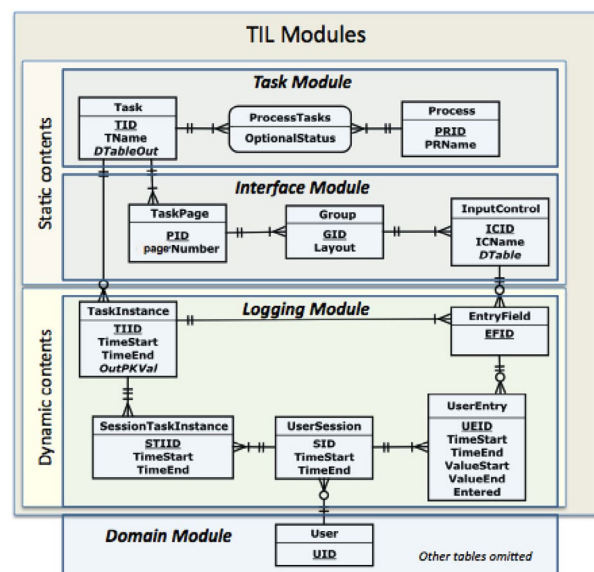 TIL Modules
Static contents
Task Module
Task
TID
TName
DTableOut
ProcessTasks
OptionalStatus
Process
PRID
PRName
Interface Module
TaskPage
PID
pageNumber
Group
GID
Layout
InputControl
ICID
ICName
DTable
Dynamic contents
Logging Module
TaskInstance
TIID
TimeStart
TimeEnd
OutPKVal
EntryField
EFID
SessionTaskInstance
STIID
TimeStart
TimeEnd
UserSession
SID
TimeStart
TimeEnd
UserEntry
UEID
TimeStart
TimeEnd
ValueStart
ValueEnd
Entered
Domain Module
User
UID
Other tables omitted